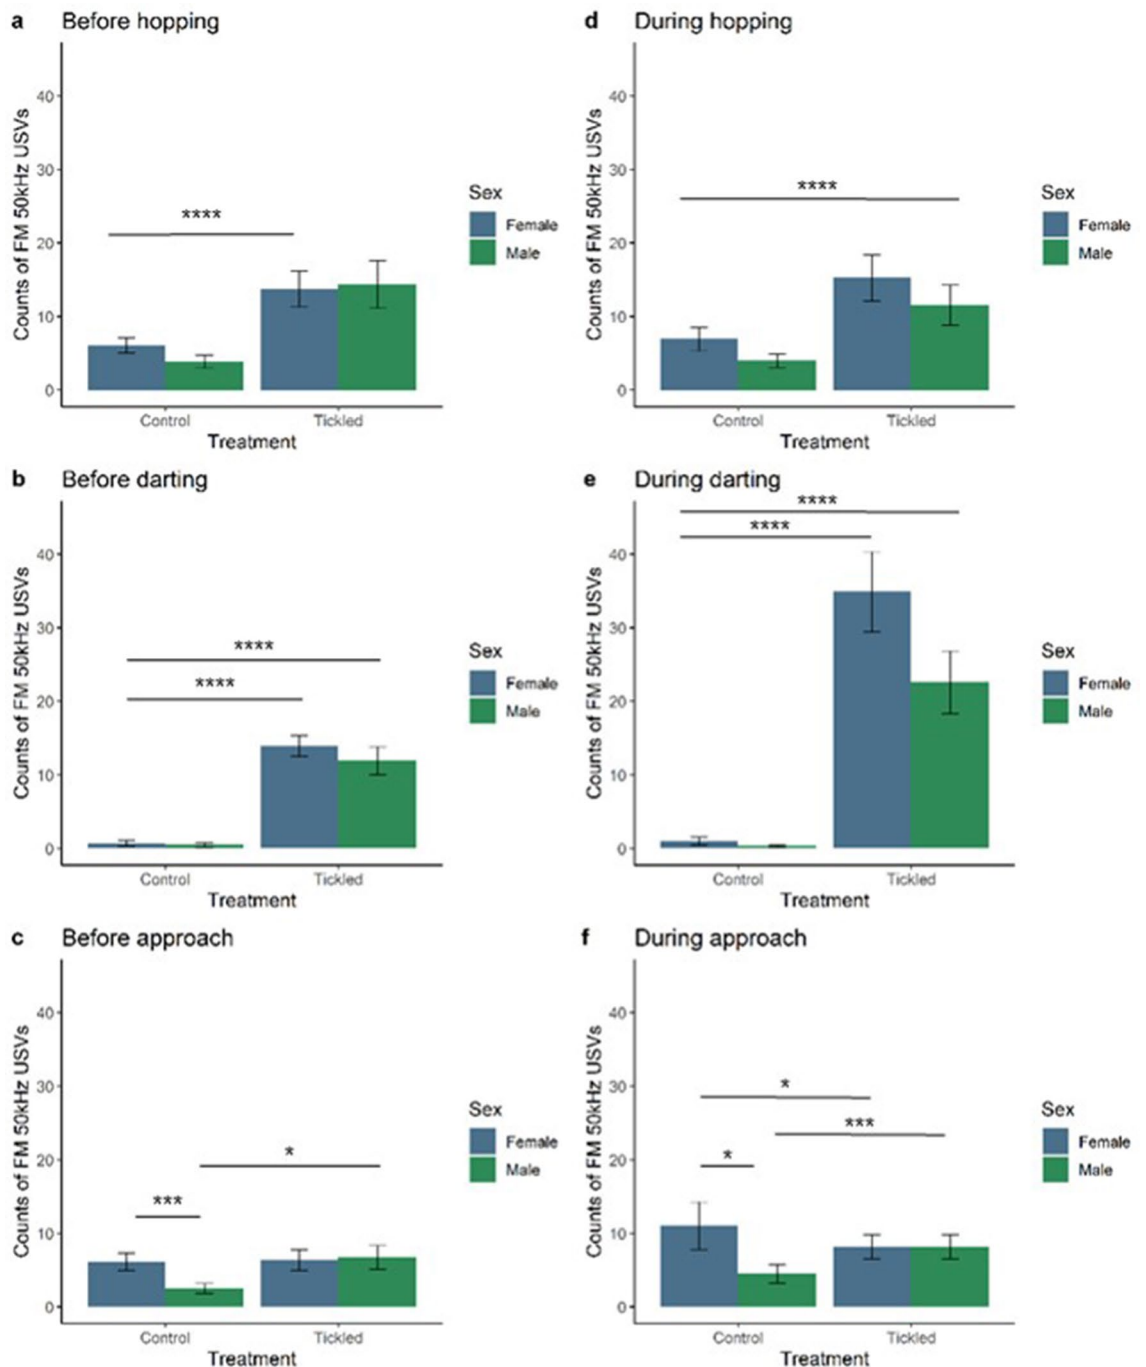 a Before hopping
Counts of FM 50kHz USVs
40
30
20
10
0
****
Control
Tickled
Treatment
Sex
Female
Male
d During hopping
Counts of FM 50kHz USVs
40
30
20
10
0
****
Control
Tickled
Treatment
Sex
Female
Male
b Before darting
Counts of FM 50kHz USVs
40
30
20
10
0
****
****
Control
Tickled
Treatment
Sex
Female
Male
e During darting
Counts of FM 50kHz USVs
40
30
20
10
0
****
****
Control
Tickled
Treatment
Sex
Female
Male
c Before approach
Counts of FM 50kHz USVs
40
30
20
10
0
*
***
Control
Tickled
Treatment
Sex
Female
Male
f During approach
Counts of FM 50kHz USVs
40
30
20
10
0
*
***
*
Control
Tickled
Treatment
Sex
Female
Male